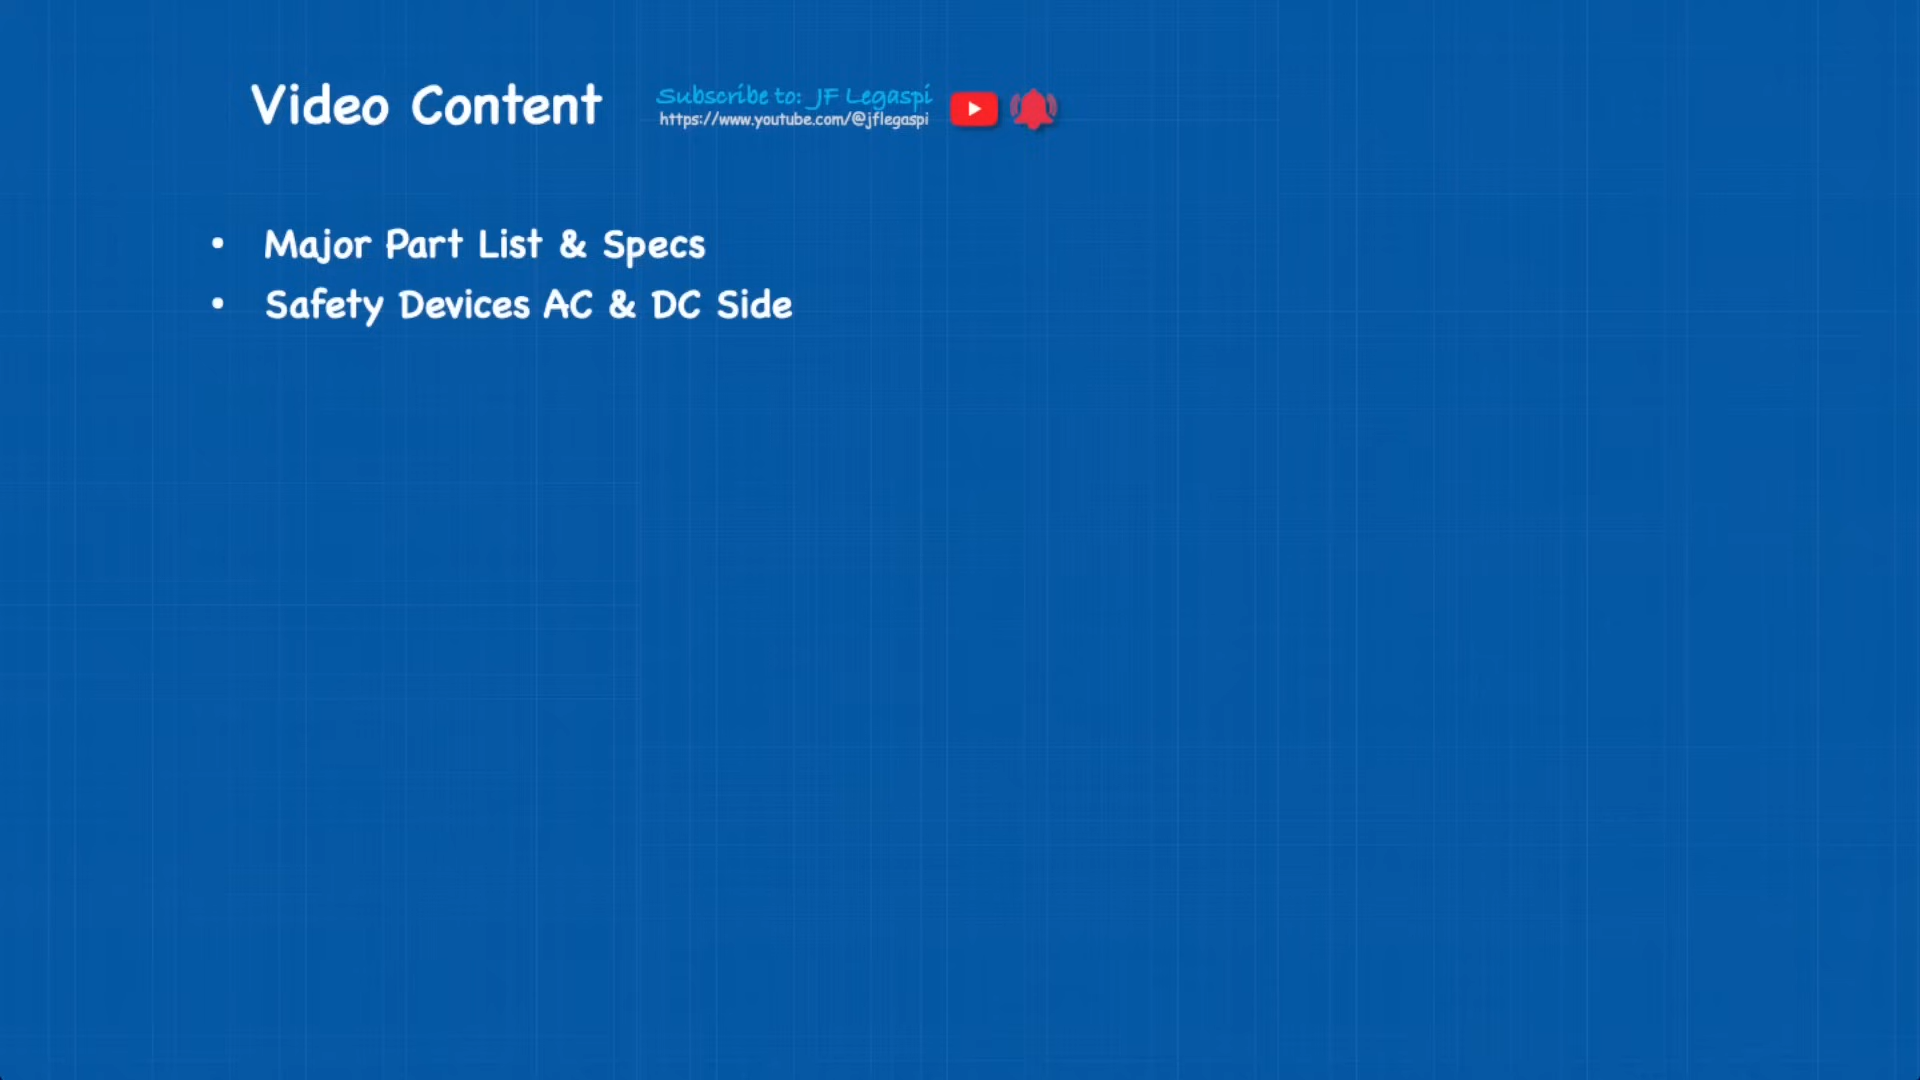 Video Content
Subscribe to: JF Legaspi
https://www.youtube.com/@jflegaspi
• Major Part List & Specs
• Safety Devices AC & DC Side